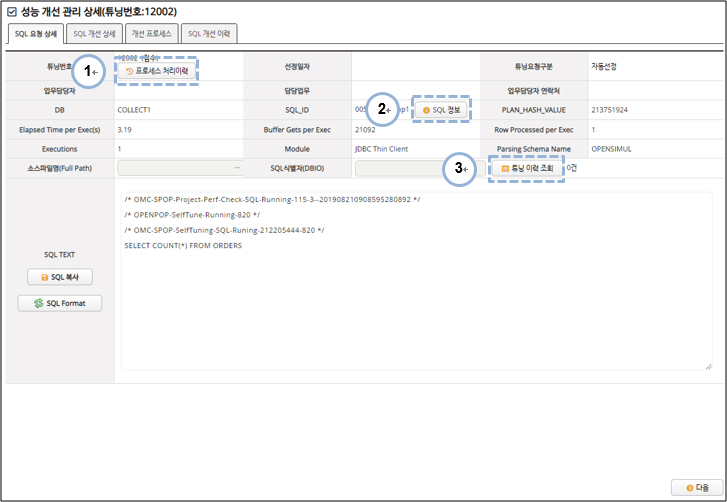 성능 개선 관리 상세(튜닝번호:12002)
SQL 요청 상세 SQL 개선 상세 개선 프로세스 SQL 개선 이력
튜닝번호 선정일자 튜닝요청구분 자동선정
1 프로세스 처리이력
업무담당자 담당업무 업무담당자 연락처
2
DB COLLECT1 SQL_ID SQL 정보 PLAN_HASH_VALUE 213751924
Elapsed Time per Exec(s) 3.19 Buffer Gets per Exec 21092 Row Processed per Exec 1
Executions 1 Module JDBC Thin Client Parsing Schema Name OPENSIMUL
소스파일명(Full Path) ... SQL식별자(DBIO) 3 튜닝 이력 조회 0건
/* OMC-SPOP-Project-Perf-Check-SQL-Running-115-3--201908210908595280892 */
/* OPENPOP-SelfTune-Running-820 */
/* OMC-SPOP-SelfTuning-SQL-Runing-212205444-820 */
SELECT COUNT(*) FROM ORDERS
SQL TEXT
SQL 복사
SQL Format
다음